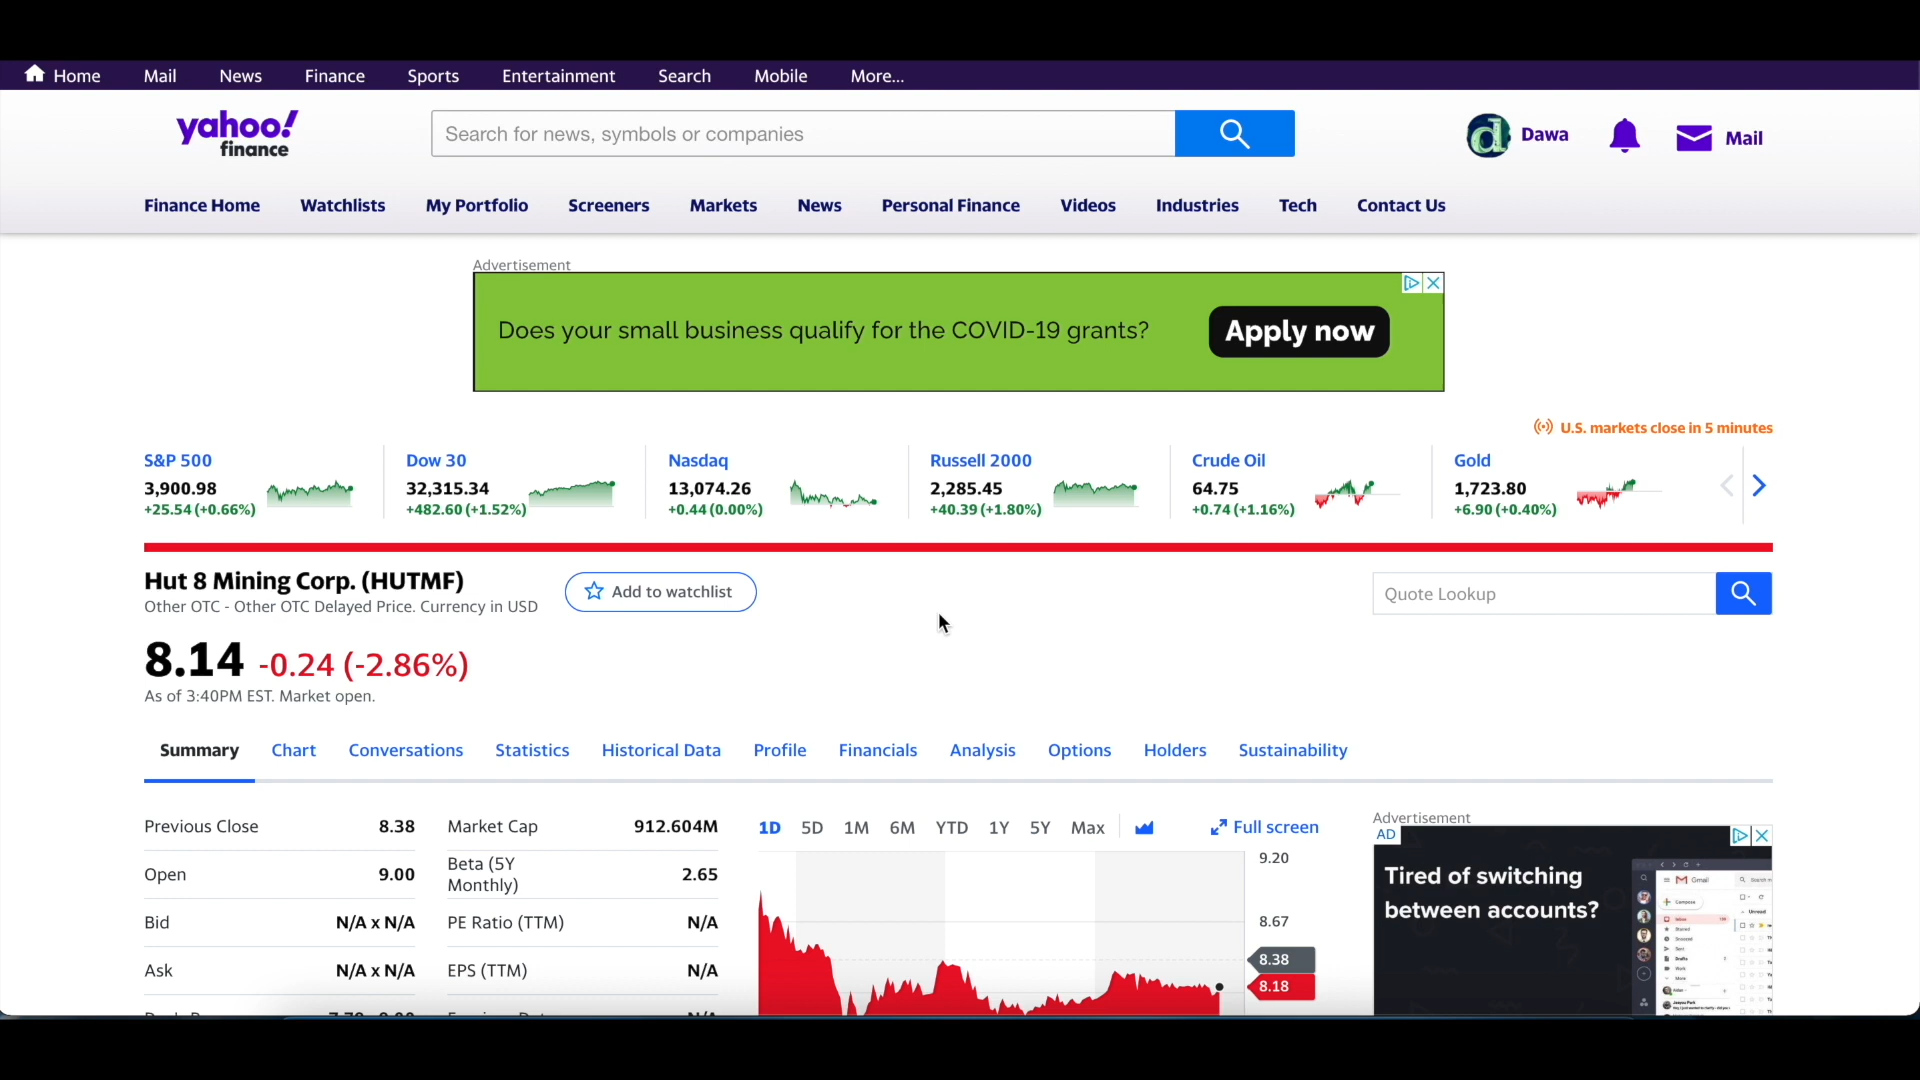 Home Mail News Finance Sports Entertainment Search Mobile More...
yahoo!
finance
Search for news, symbols or companies
Dawa
Mail
Finance Home Watchlists My Portfolio Screeners Markets News Personal Finance Videos Industries Tech Contact Us
Advertisement
Does your small business qualify for the COVID-19 grants?
Apply now
U.S. markets close in 5 minutes
S&P 500 Dow 30 Nasdaq Russell 2000 Crude Oil Gold
3,900.98 32,315.34 13,074.26 2,285.45 64.75 1,723.80
+25.54 (+0.66%) +482.60 (+1.52%) +0.44 (0.00%) +40.39 (+1.80%) +0.74 (+1.16%) +6.90 (+0.40%)
Hut 8 Mining Corp. (HUTMF)
Other OTC - Other OTC Delayed Price. Currency in USD
Add to watchlist
Quote Lookup
8.14 -0.24 (-2.86%)
As of 3:40PM EST. Market open.
Summary Chart Conversations Statistics Historical Data Profile Financials Analysis Options Holders Sustainability
Previous Close 8.38
Open 9.00
Bid N/A x N/A
Ask N/A x N/A
Market Cap 912.604M
Beta (5Y
Monthly) 2.65
PE Ratio (TTM) N/A
EPS (TTM) N/A
1D 5D 1M 6M YTD 1Y 5Y Max Full screen
9.20
8.67
8.38
8.18
Advertisement
AD
Tired of switching
between accounts?
Gmail
Compose